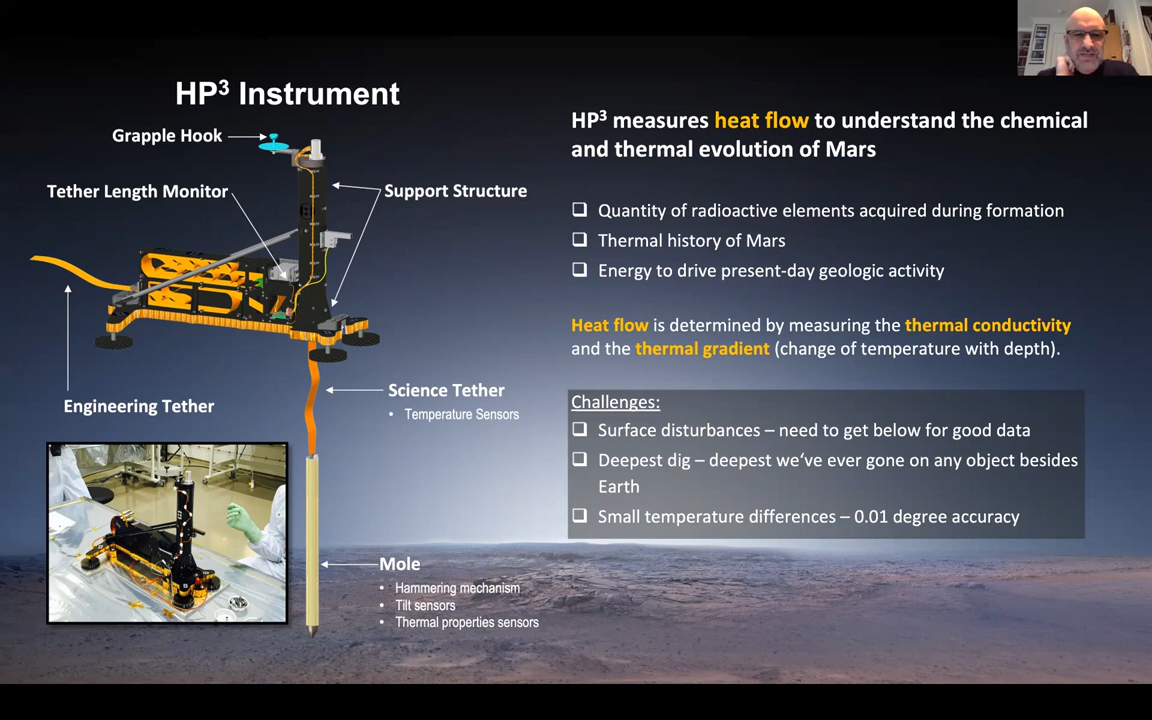 HP³ Instrument
Grapple Hook
Tether Length Monitor
Support Structure
Engineering Tether
Science Tether
• Temperature Sensors
Mole
• Hammering mechanism
• Tilt sensors
• Thermal properties sensors
HP³ measures heat flow to understand the chemical
and thermal evolution of Mars
❑ Quantity of radioactive elements acquired during formation
❑ Thermal history of Mars
❑ Energy to drive present-day geologic activity
Heat flow is determined by measuring the thermal conductivity
and the thermal gradient (change of temperature with depth).
Challenges:
❑ Surface disturbances – need to get below for good data
❑ Deepest dig – deepest we‘ve ever gone on any object besides
Earth
❑ Small temperature differences – 0.01 degree accuracy